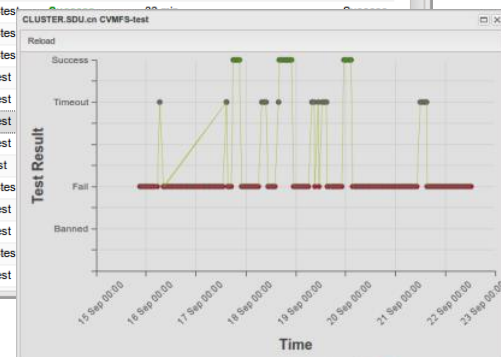 CLUSTER.SDU.cn CVMFS-test
Reload
Success
Timeout
Fail
Banned
Test Result
15 Sep 00:00
16 Sep 00:00
17 Sep 00:00
18 Sep 00:00
19 Sep 00:00
20 Sep 00:00
21 Sep 00:00
22 Sep 00:00
23 Sep 00:00
Time